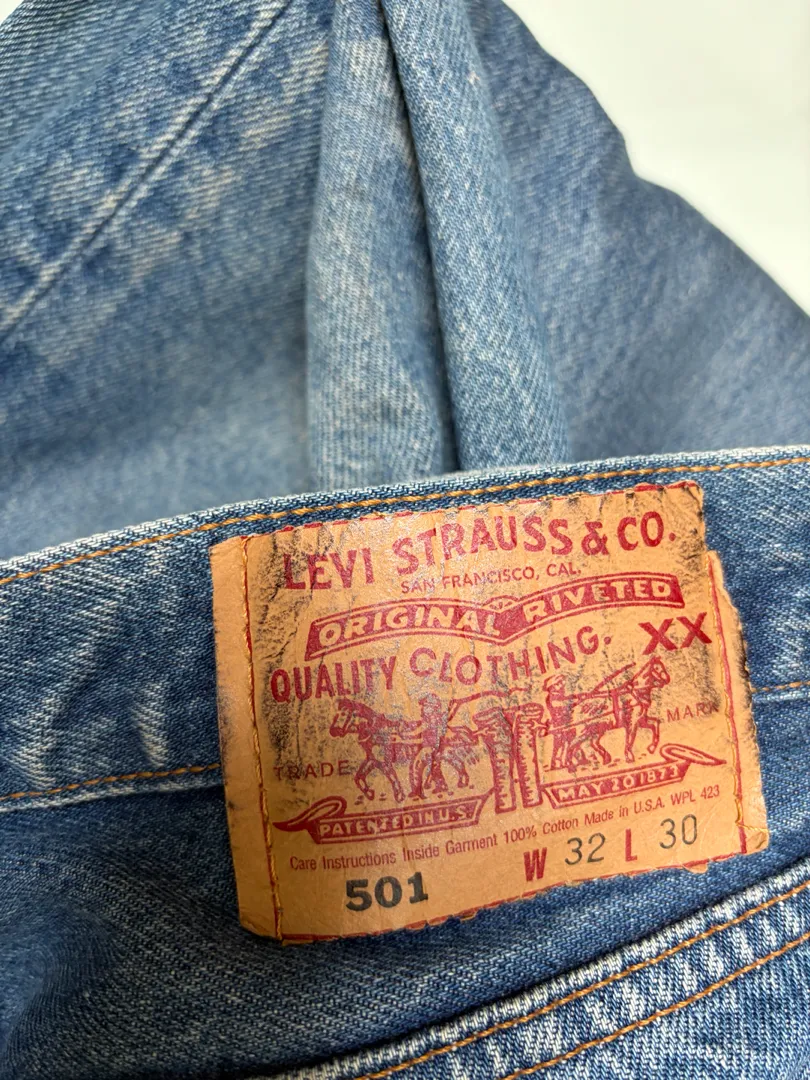 LEVI STRAUSS & CO.
SAN FRANCISCO, CAL.
ORIGINAL RIVETED
QUALITY CLOTHING. XX
TRADE MARK
PATENTED IN U.S. MAY 20 1873
Care Instructions Inside Garment 100% Cotton Made in U.S.A. WPL 423
501 W 32 L 30